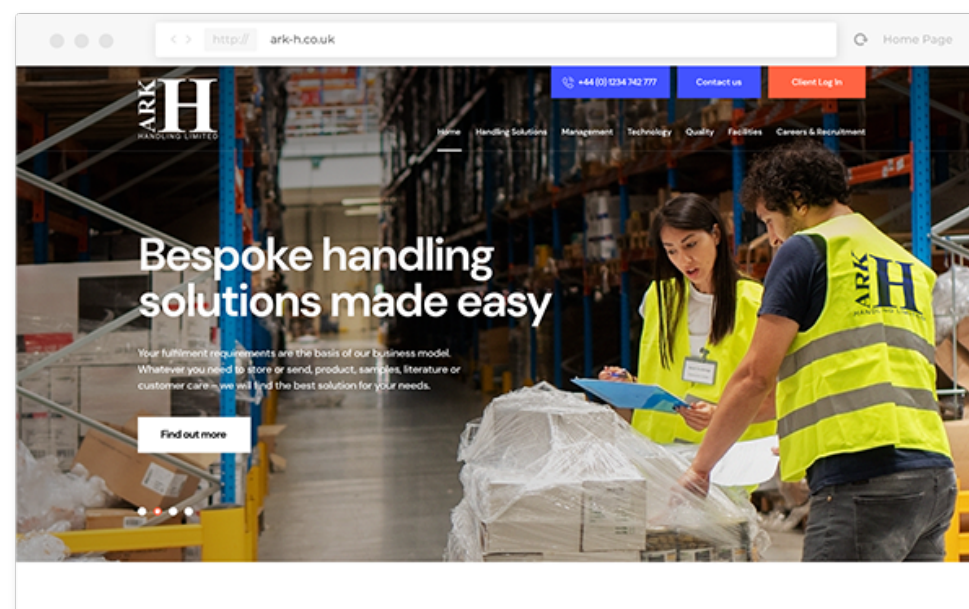 http://
ark-h.co.uk
Home Page
ARK
H
HANDLING LIMITED
+44 (0) 1234 742 777
Contact us
Client Log In
Home
Handling Solutions
Management
Technology
Quality
Facilities
Careers & Recruitment
Bespoke handling
solutions made easy
Your fulfilment requirements are the basis of our business model.
Whatever you need to store or send, product, samples, literature or
customer care – we will find the best solution for your needs.
Find out more
ARK
H
HANDLING LIMITED